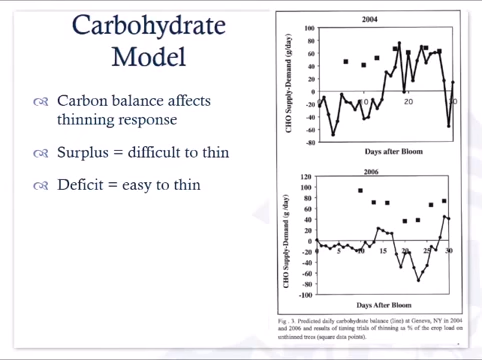 Carbohydrate
Model
Carbon balance affects
thinning response
Surplus = difficult to thin
Deficit = easy to thin
2004
CHO Supply-Demand (g/day)
100
80
60
40
20
0
-20
-40
-60
-80
10
20
30
Days after Bloom
2006
CHO Supply-Demand (g /day)
120
100
80
60
40
20
0
-20
-40
-60
-80
-100
0
5
10
15
20
25
30
Days After Bloom
Fig . 3. Predicted daily carbohydrate balance (line) at Geneva, NY in 2004
and 2006 and results of timing trials of thinning as % of the crop load on
unthinned trees (square data points).